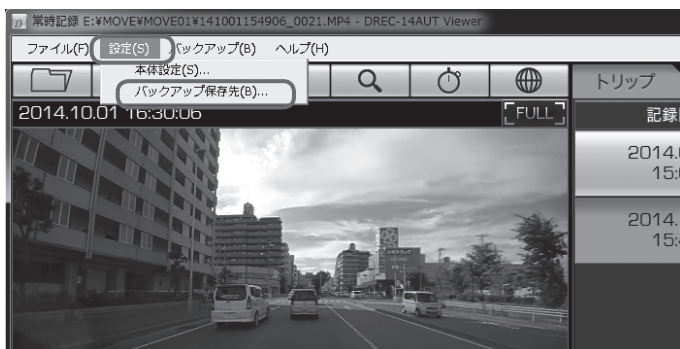 常時記録 E:¥MOVE¥MOVE01¥141001154906_0021.MP4 - DREC-14AUT Viewer
ファイル(F) 設定(S) バックアップ(B) ヘルプ(H)
本体設定(S)...
バックアップ保存先(B)...
トリップ
2014.10.01 16:30:06
FULL
記録
2014.
15:
2014.
15: